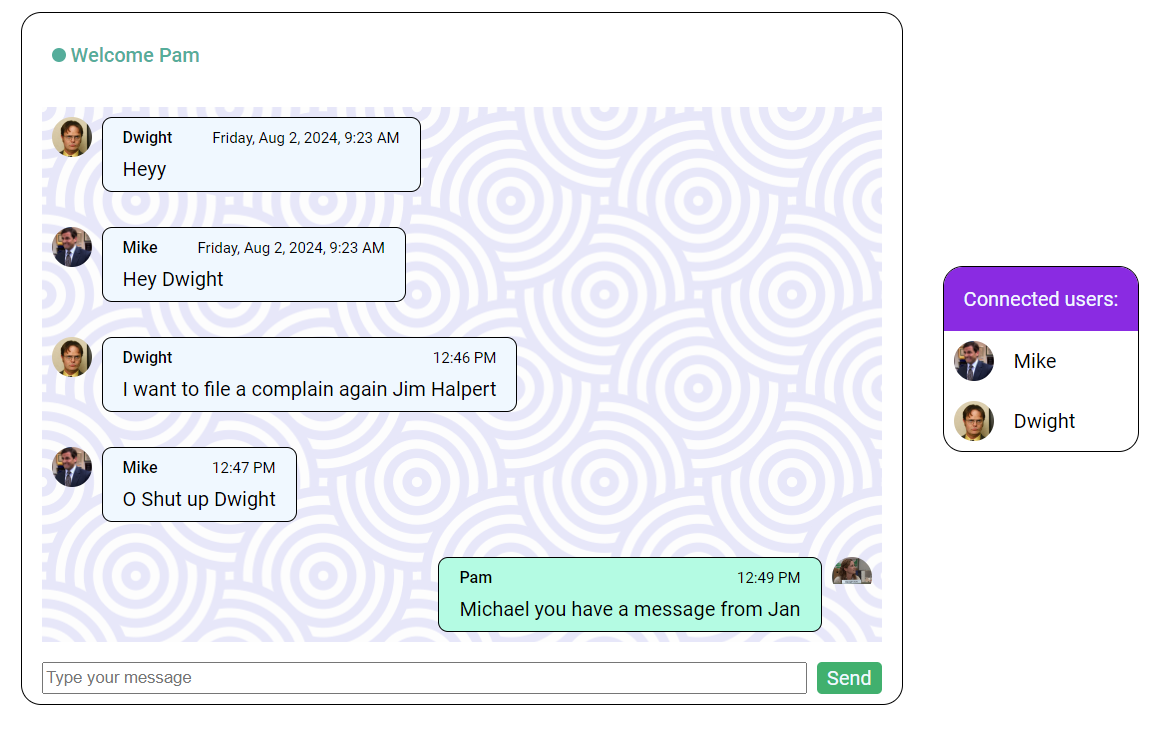 Welcome Pam
Dwight Friday, Aug 2, 2024, 9:23 AM
Heyy
Mike Friday, Aug 2, 2024, 9:23 AM
Hey Dwight
Dwight 12:46 PM
I want to file a complain again Jim Halpert
Mike 12:47 PM
O Shut up Dwight
Pam 12:49 PM
Michael you have a message from Jan
Type your message
Send
Connected users:
Mike
Dwight